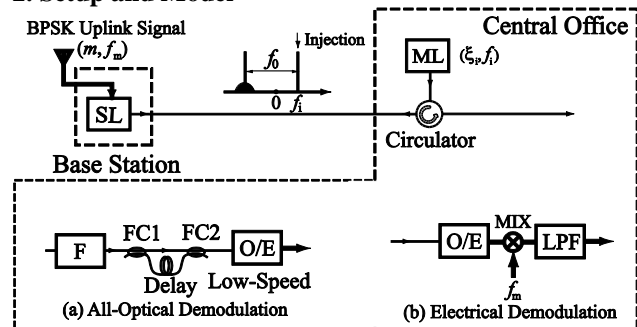 2. Setup and Model
BPSK Uplink Signal
(m, fm)
SL
Base Station
f0
Injection
0 fi
Central Office
ML
(ξi, fi)
Circulator
F
FC1
FC2
Delay
O/E
Low-Speed
(a) All-Optical Demodulation
O/E
MIX
LPF
fm
(b) Electrical Demodulation